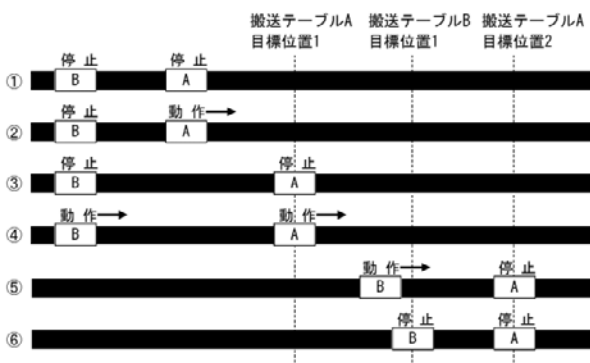 搬送テーブルA 搬送テーブルB 搬送テーブルA
目標位置1 目標位置1 目標位置2
停止 停止
① B A
停止 動作
② B A
停止 停止
③ B A
動作 動作
④ B A
動作 停止
⑤ B A
停止 停止
⑥ B A